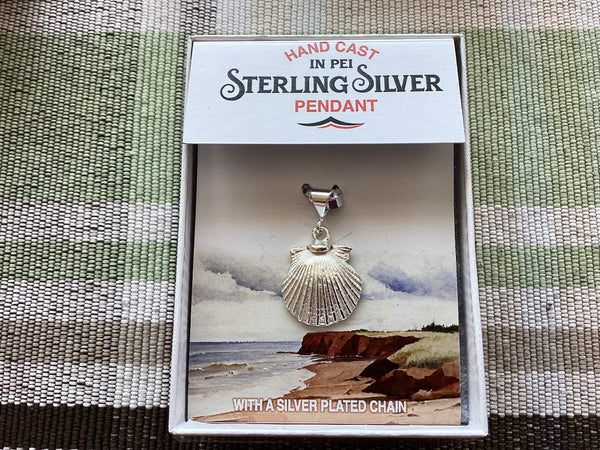 HAND CAST
IN PEI
STERLING SILVER
PENDANT
WITH A SILVER PLATED CHAIN